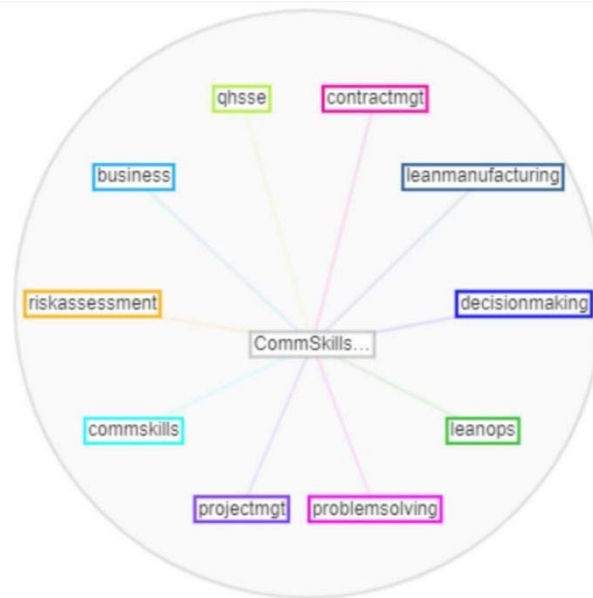 qhsse
contractmgt
business
leanmanufacturing
riskassessment
decisionmaking
CommSkills...
commskills
leanops
projectmgt
problemsolving